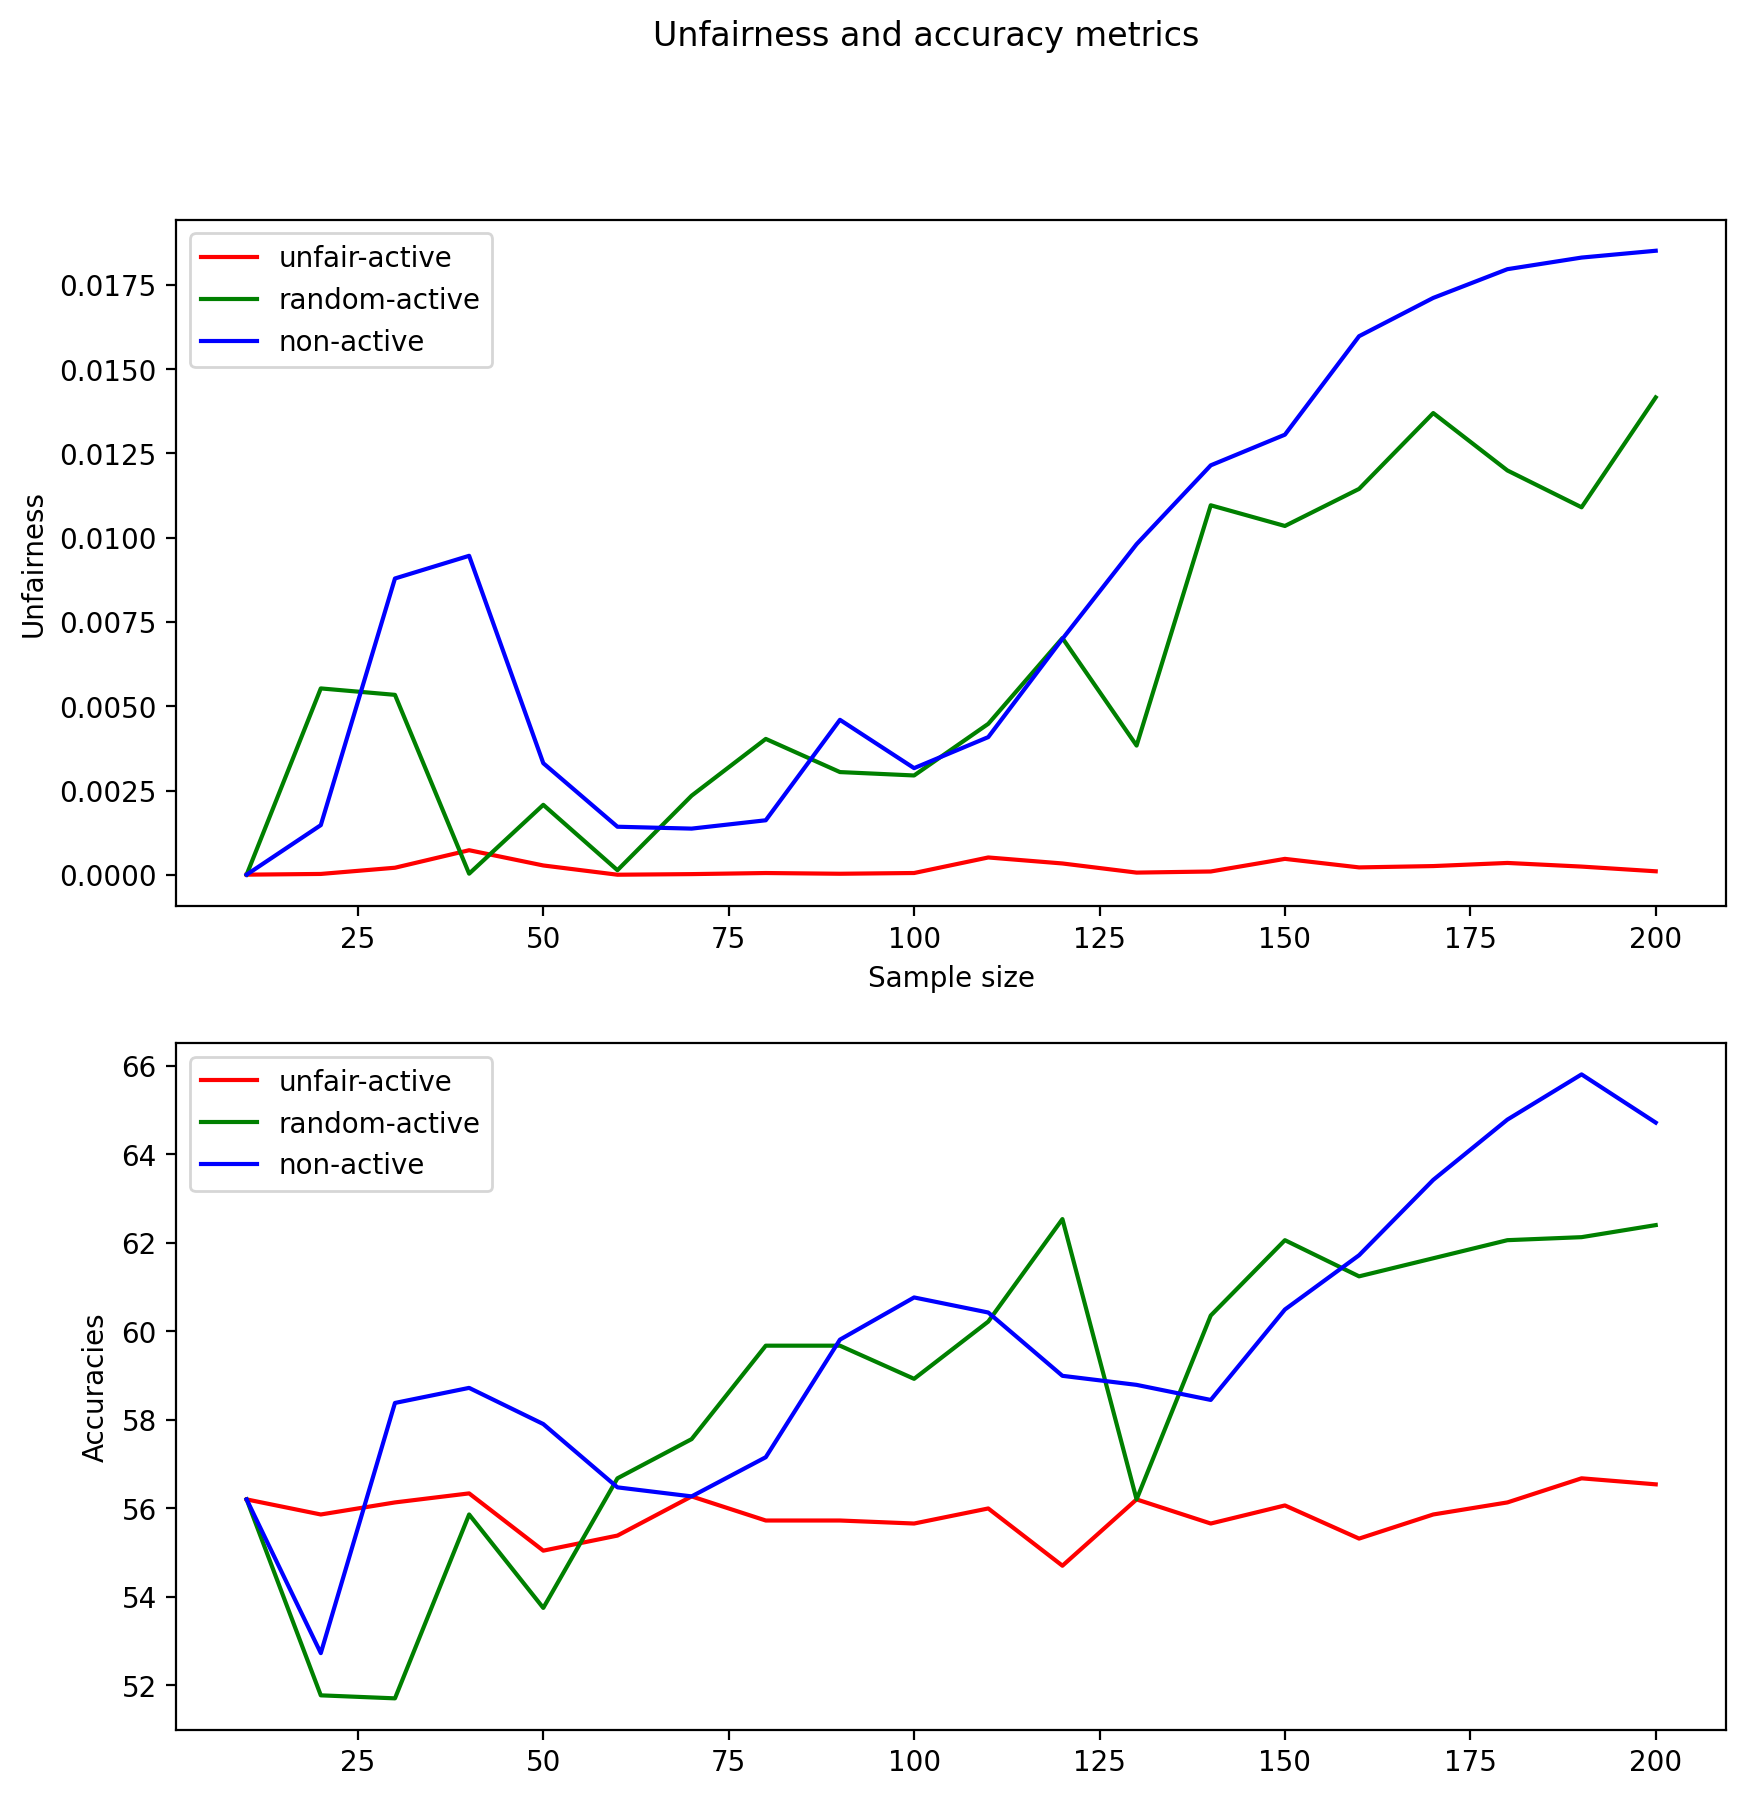 Unfairness and accuracy metrics
unfair-active
random-active
non-active
0.0175
0.0150
0.0125
0.0100
0.0075
0.0050
0.0025
0.0000
Unfairness
25 50 75 100 125 150 175 200
Sample size
unfair-active
random-active
non-active
66
64
62
60
58
56
54
52
Accuracies
25 50 75 100 125 150 175 200